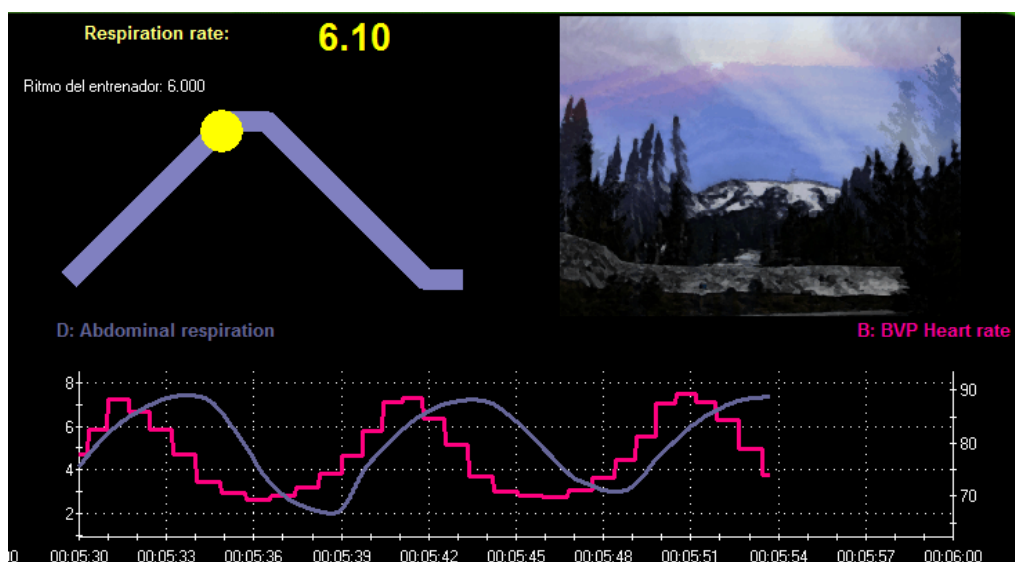 Respiration rate: 6.10
Ritmo del entrenador: 6.000
D: Abdominal respiration
B: BVP Heart rate
8
6
4
2
90
80
70
00:05:30 00:05:33 00:05:36 00:05:39 00:05:42 00:05:45 00:05:48 00:05:51 00:05:54 00:05:57 00:06:00